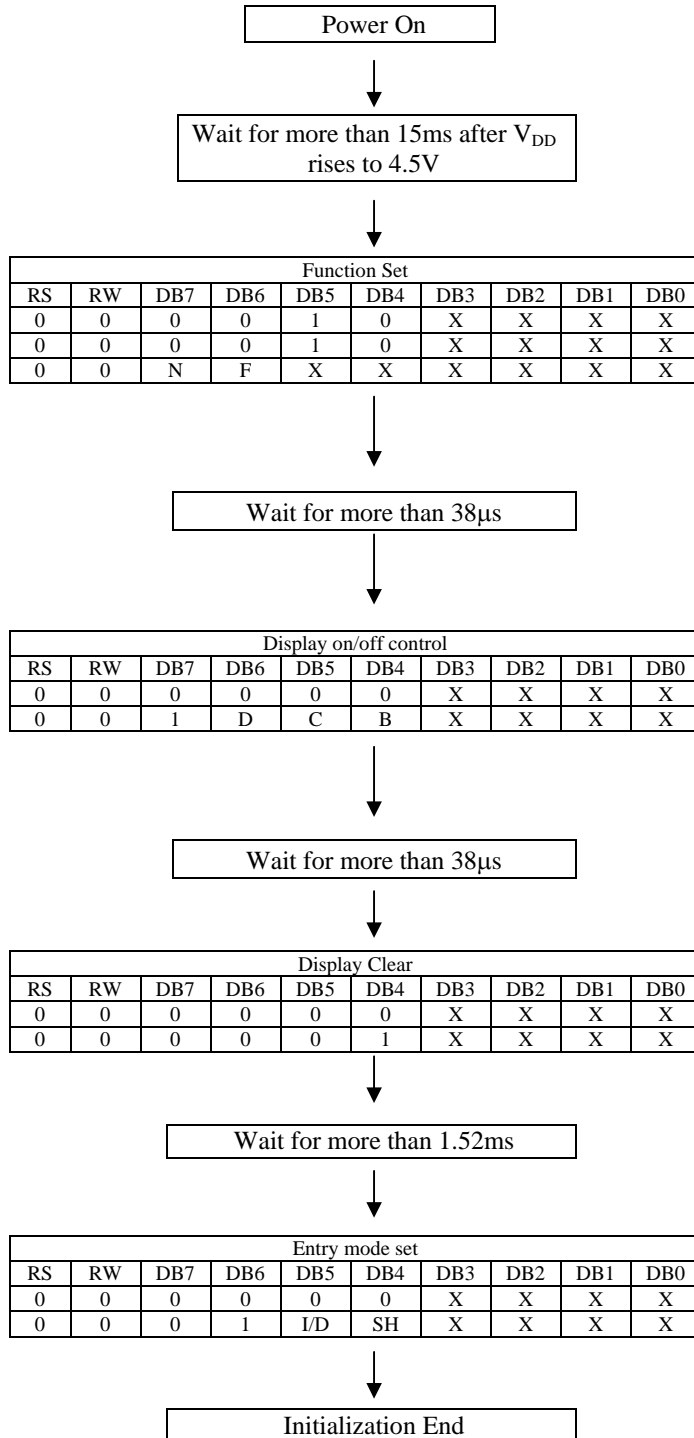 Power On
Wait for more than 15ms after VDD
rises to 4.5V
Function Set
RS RW DB7 DB6 DB5 DB4 DB3 DB2 DB1 DB0
0 0 0 0 1 0 X X X X
0 0 0 0 1 0 X X X X
0 0 N F X X X X X X
Wait for more than 38μs
Display on/off control
RS RW DB7 DB6 DB5 DB4 DB3 DB2 DB1 DB0
0 0 0 0 0 0 X X X X
0 0 1 D C B X X X X
Wait for more than 38μs
Display Clear
RS RW DB7 DB6 DB5 DB4 DB3 DB2 DB1 DB0
0 0 0 0 0 0 X X X X
0 0 0 0 0 1 X X X X
Wait for more than 1.52ms
Entry mode set
RS RW DB7 DB6 DB5 DB4 DB3 DB2 DB1 DB0
0 0 0 0 0 0 X X X X
0 0 0 1 I/D SH X X X X
Initialization End